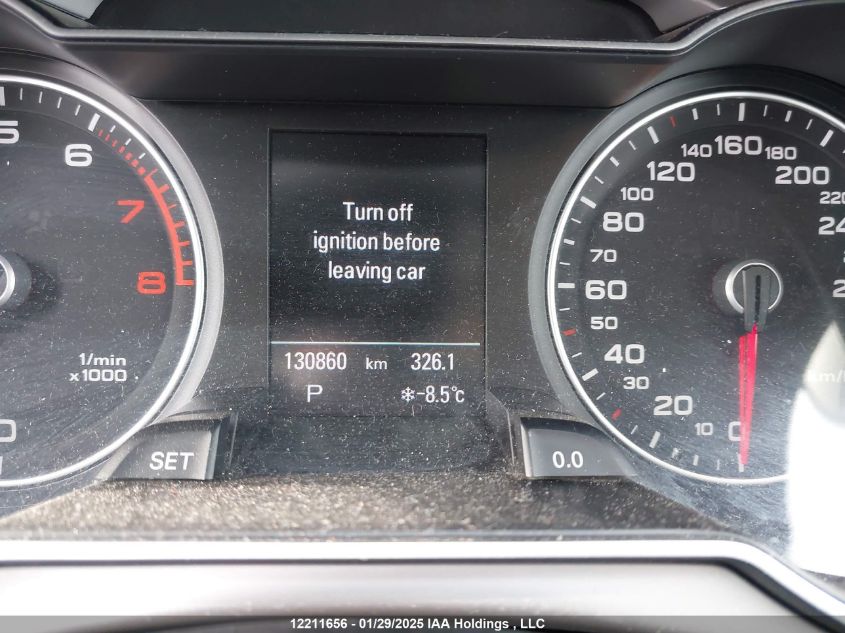 5
6
7
8
1/min
x1000
0
SET
Turn off
ignition before
leaving car
130860 km 326.1
P ❄-8.5°c
0.0
0
10
20
30
40
50
60
70
80
100
120
140
160
180
200
220
12211656 - 01/29/2025 IAA Holdings , LLC